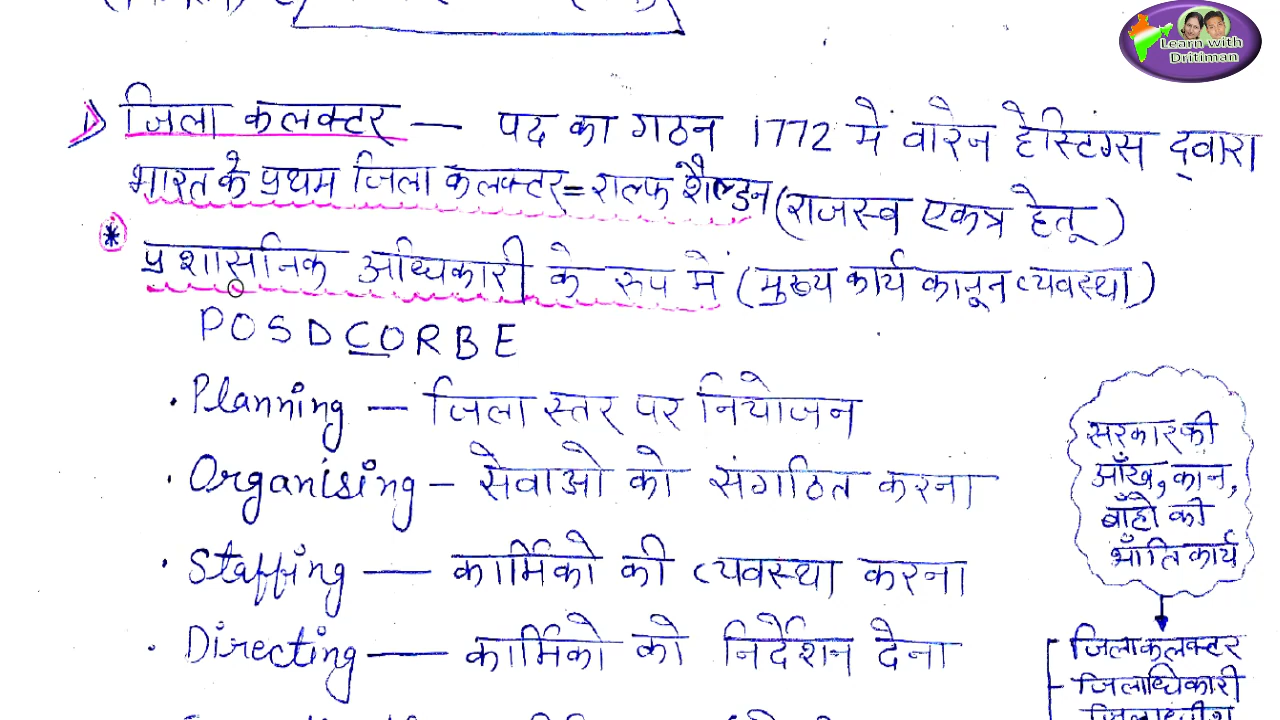 Learn with
Dritiman
1) जिला कलक्टर — पद का गठन 1772 में वारेन हेस्टिंग्स द्वारा
भारत के प्रथम जिला कलक्टर = राल्फ शैल्डन (राजस्व एकत्र हेतू)
* प्रशासनिक अधिकारी के रूप में (मुख्य कार्य कानून व्यवस्था)
POSDCORBE
. Planning — जिला स्तर पर नियोजन
. Organising – सेवाओ को संगठित करना
. Staffing — कार्मिको की व्यवस्था करना
. Directing — कार्मिको को निर्देशन देना
सरकार की
आँख, कान,
बाँहो की
भाँति कार्य
जिलाकलक्टर
जिलाधिकारी